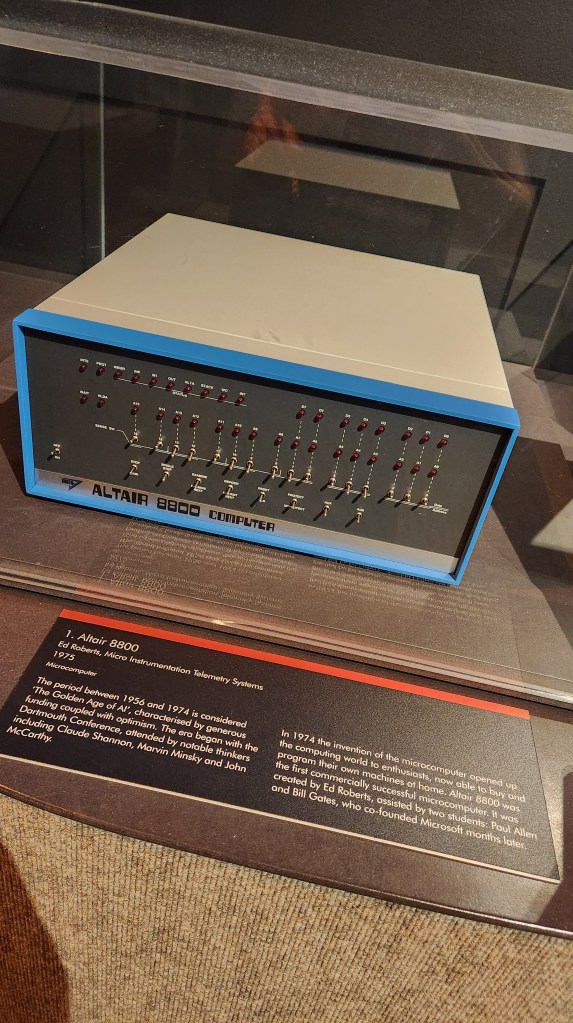 ALTAIR 8800 COMPUTER
1. Altair 8800
Ed Roberts, Micro Instrumentation Telemetry Systems
1975
Microcomputer
The period between 1956 and 1974 is considered
'The Golden Age of AI', characterised by generous
funding coupled with optimism. The era began with the
Dartmouth Conference, attended by notable thinkers
including Claude Shannon, Marvin Minsky and John
McCarthy.
In 1974 the invention of the microcomputer opened up
the computing world to enthusiasts, now able to buy and
program their own machines at home. Altair 8800 was
the first commercially successful microcomputer. It was
created by Ed Roberts, assisted by two students: Paul Allen
and Bill Gates, who co-founded Microsoft months later.